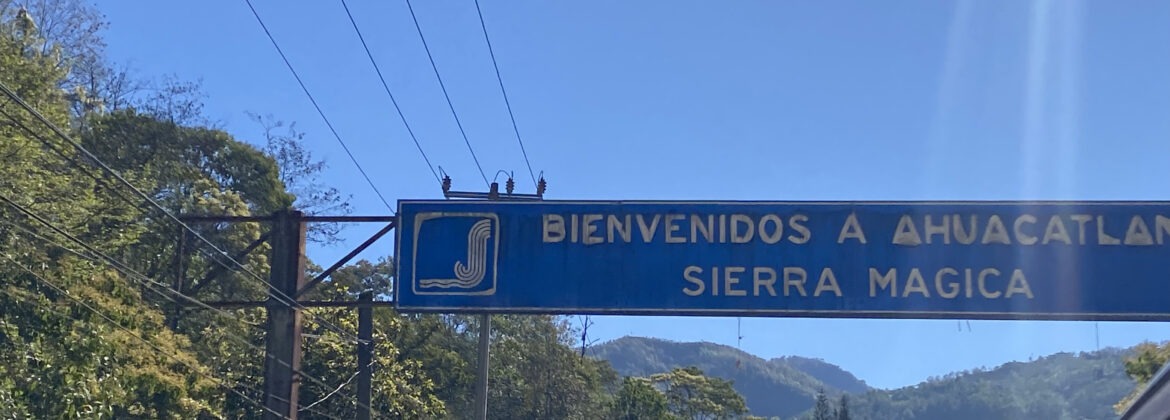 BIENVENIDOS A AHUACATLAN
SIERRA MAGICA